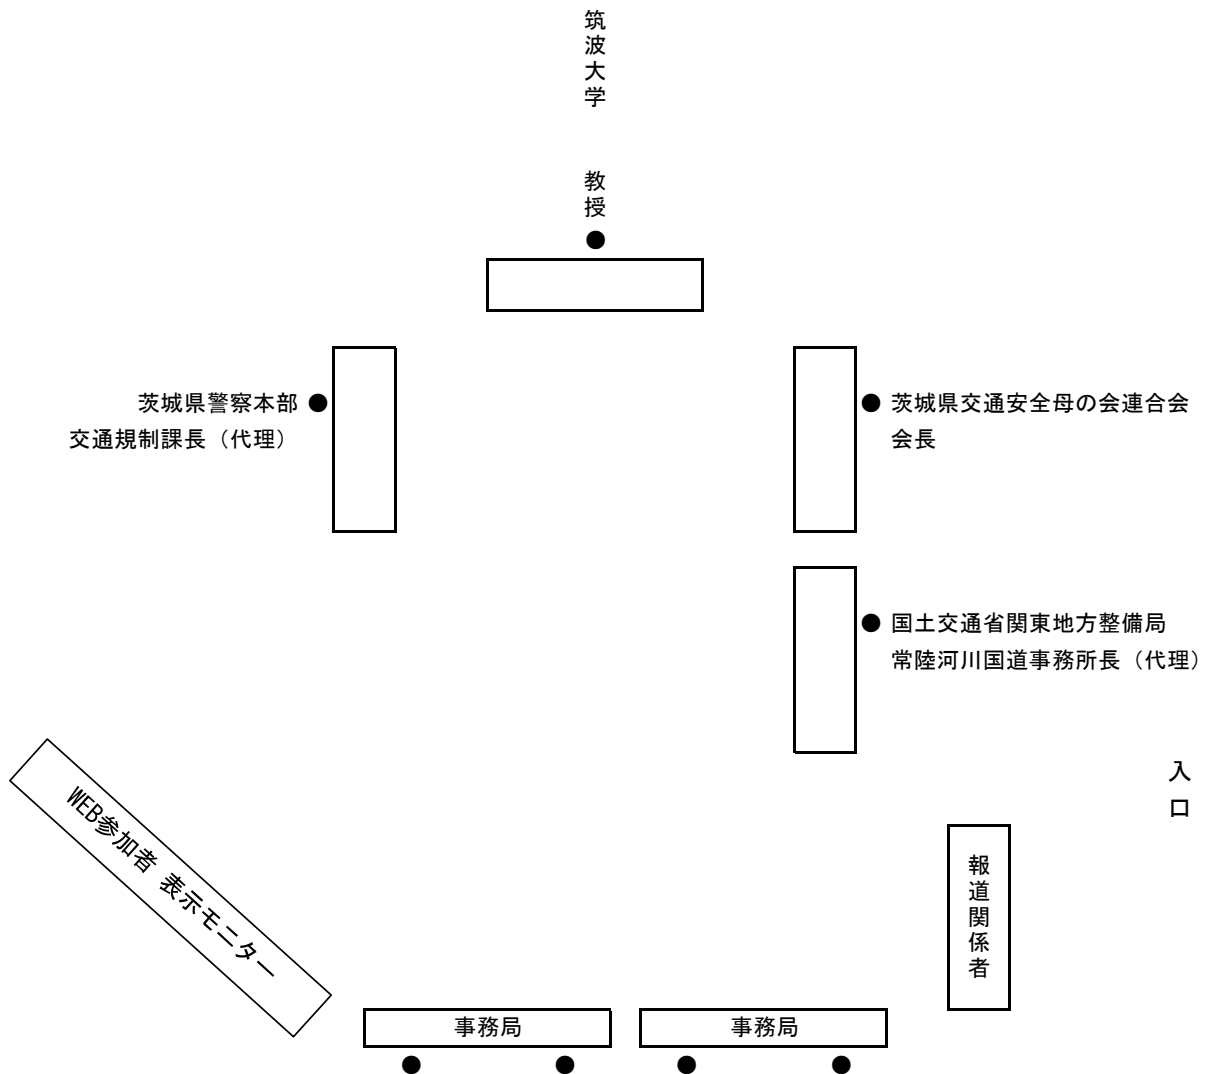 筑波大学　教授
茨城県警察本部
交通規制課長（代理）
茨城県交通安全母の会連合会
会長
国土交通省関東地方整備局
常陸河川国道事務所長（代理）
入口
WEB参加者 表示モニター
報道関係者
事務局
事務局